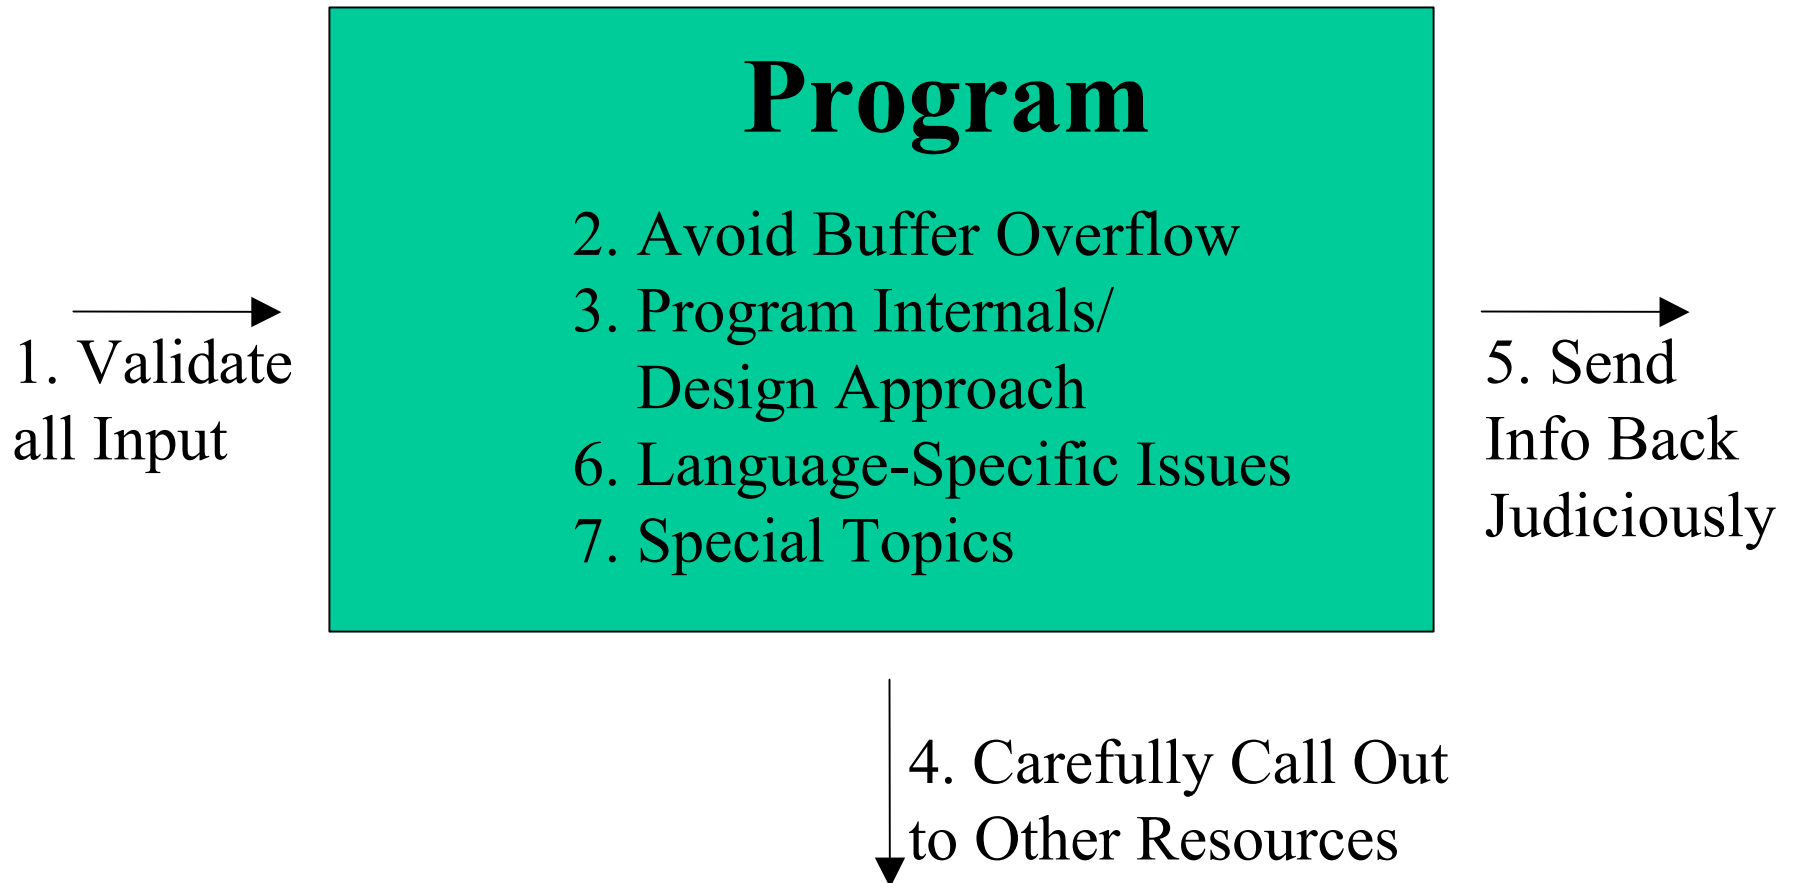 Program
1. Validate
all Input
2. Avoid Buffer Overflow
3. Program Internals/
Design Approach
6. Language-Specific Issues
7. Special Topics
5. Send
Info Back
Judiciously
4. Carefully Call Out
to Other Resources